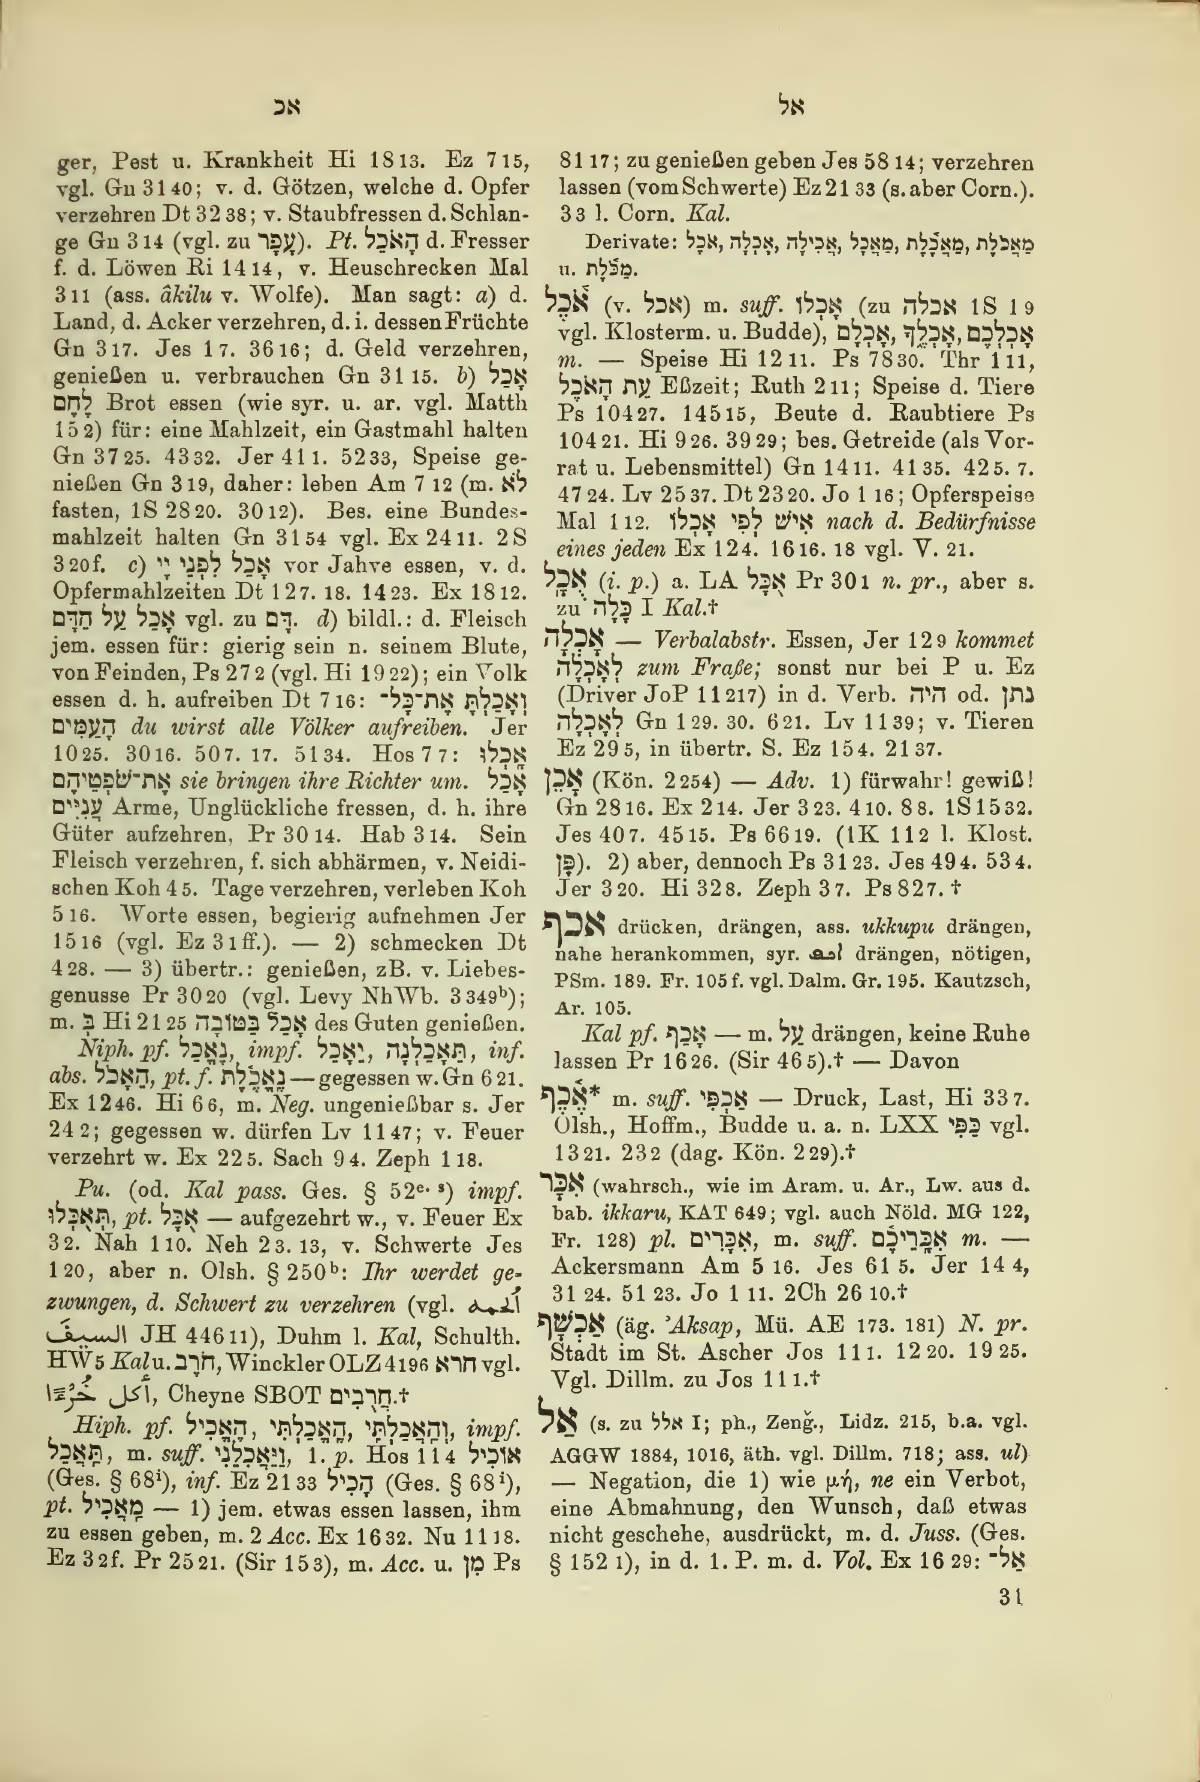 אכ
ger, Pest u. Krankheit Hi 18 13. Ez 7 15,
vgl. Gn 31 40; v. d. Götzen, welche d. Opfer
verzehren Dt 32 38; v. Staubfressen d. Schlan-
ge Gn 3 14 (vgl. zu עָפָר). Pt. הָאֹכֵל d. Fresser
f. d. Löwen Ri 14 14, v. Heuschrecken Mal
3 11 (ass. âkilu v. Wolfe). Man sagt: a) d.
Land, d. Acker verzehren, d. i. dessen Früchte
Gn 3 17. Jes 1 7. 36 16; d. Geld verzehren,
genießen u. verbrauchen Gn 31 15. b) אָכַל
לֶחֶם Brot essen (wie syr. u. ar. vgl. Matth
15 2) für: eine Mahlzeit, ein Gastmahl halten
Gn 37 25. 43 32. Jer 41 1. 52 33, Speise ge-
nießen Gn 3 19, daher: leben Am 7 12 (m. לֹא
fasten, 1S 28 20. 30 12). Bes. eine Bundes-
mahlzeit halten Gn 31 54 vgl. Ex 24 11. 2S
3 20 f. c) אָכַל לִפְנֵי יְיָ vor Jahve essen, v. d.
Opfermahlzeiten Dt 12 7. 18. 14 23. Ex 18 12.
אָכַל עַל הַדָּם vgl. zu דָּם. d) bildl.: d. Fleisch
jem. essen für: gierig sein n. seinem Blute,
von Feinden, Ps 27 2 (vgl. Hi 19 22); ein Volk
essen d. h. aufreiben Dt 7 16: וְאָכַלְתָּ אֶת־כָּל־
הָעַמִּים du wirst alle Völker aufreiben. Jer
10 25. 30 16. 50 7. 17. 51 34. Hos 7 7: אָכְלוּ
אֶת־שֹׁפְטֵיהֶם sie bringen ihre Richter um. אָכַל
עֲנִיִּים Arme, Unglückliche fressen, d. h. ihre
Güter aufzehren, Pr 30 14. Hab 3 14. Sein
Fleisch verzehren, f. sich abhärmen, v. Neidi-
schen Koh 4 5. Tage verzehren, verleben Koh
5 16. Worte essen, begierig aufnehmen Jer
15 16 (vgl. Ez 3 1 ff.). — 2) schmecken Dt
4 28. — 3) übertr.: genießen, zB. v. Liebes-
genusse Pr 30 20 (vgl. Levy NhWb. 3 349ᵇ);
m. בְּ Hi 21 25 אָכַל בַּטּוֹבָה des Guten genießen.
Niph. pf. נֶאֱכַל, impf. יֵאָכֵל, תֵּאָכַלְנָה, inf.
abs. הֵאָכֹל, pt. f. נֶאֱכֶלֶת — gegessen w. Gn 6 21.
Ex 12 46. Hi 6 6, m. Neg. ungenießbar s. Jer
24 2; gegessen w. dürfen Lv 11 47; v. Feuer
verzehrt w. Ex 22 5. Sach 9 4. Zeph 1 18.
Pu. (od. Kal pass. Ges. § 52ᵉ· ˢ) impf.
תְּאֻכְּלוּ, pt. אֻכָּל — aufgezehrt w., v. Feuer Ex
3 2. Nah 1 10. Neh 2 3. 13, v. Schwerte Jes
1 20, aber n. Olsh. § 250ᵇ: Ihr werdet ge-
zwungen, d. Schwert zu verzehren (vgl.
السيف JH 446 11), Duhm l. Kal, Schulth.
HW 5 Kal u. חֹרֶב, Winckler OLZ 4 196 חרא vgl.
أكل خُرْءًا, Cheyne SBOT חֲרֻבִים.†
Hiph. pf. הֶאֱכִיל, הֶאֱכַלְתִּי, וְהַאֲכַלְתִּי, impf.
תַּאֲכֵל, m. suff. וַיַּאֲכִלֵנִי, 1. p. Hos 11 4 אוֹכִיל
(Ges. § 68ⁱ), inf. Ez 21 33 הָכִיל (Ges. § 68ⁱ),
pt. מַאֲכִיל — 1) jem. etwas essen lassen, ihm
zu essen geben, m. 2 Acc. Ex 16 32. Nu 11 18.
Ez 3 2 f. Pr 25 21. (Sir 15 3), m. Acc. u. מִן Ps
אל
81 17; zu genießen geben Jes 58 14; verzehren
lassen (vom Schwerte) Ez 21 33 (s. aber Corn.).
3 3 l. Corn. Kal.
Derivate: אֹכֶל, אָכְלָה, אֲכִילָה, מַאֲכָל, מַאֲכֶלֶת, מַאֲכֹלֶת
u. מַכֹּלֶת.
אֹכֶל (v. אכל) m. suff. אָכְלוֹ (zu אכלה 1S 1 9
vgl. Klosterm. u. Budde), אָכְלָם, אָכְלֵךְ, אָכְלְכֶם
m. — Speise Hi 12 11. Ps 78 30. Thr 1 11,
עֵת הָאֹכֶל Eßzeit; Ruth 2 11; Speise d. Tiere
Ps 104 27. 145 15, Beute d. Raubtiere Ps
104 21. Hi 9 26. 39 29; bes. Getreide (als Vor-
rat u. Lebensmittel) Gn 14 11. 41 35. 42 5. 7.
47 24. Lv 25 37. Dt 23 20. Jo 1 16; Opferspeise
Mal 1 12. אִישׁ לְפִי אָכְלוֹ nach d. Bedürfnisse
eines jeden Ex 12 4. 16 16. 18 vgl. V. 21.
אֻכָל (i. p.) a. LA אֻכָּל Pr 30 1 n. pr., aber s.
zu כָּלָה I Kal.†
אָכְלָה — Verbalabstr. Essen, Jer 12 9 kommet
לְאָכְלָה zum Fraße; sonst nur bei P u. Ez
(Driver JoP 11 217) in d. Verb. היה od. נתן
לְאָכְלָה Gn 1 29. 30. 6 21. Lv 11 39; v. Tieren
Ez 29 5, in übertr. S. Ez 15 4. 21 37.
אָכֵן (Kön. 2 254) — Adv. 1) fürwahr! gewiß!
Gn 28 16. Ex 2 14. Jer 3 23. 4 10. 8 8. 1S 15 32.
Jes 40 7. 45 15. Ps 66 19. (1K 11 2 l. Klost.
פֶּן). 2) aber, dennoch Ps 31 23. Jes 49 4. 53 4.
Jer 3 20. Hi 32 8. Zeph 3 7. Ps 82 7. †
אכף drücken, drängen, ass. ukkupu drängen,
nahe herankommen, syr. ܐܟܦ drängen, nötigen,
PSm. 189. Fr. 105 f. vgl. Dalm. Gr. 195. Kautzsch,
Ar. 105.
Kal pf. אָכַף — m. עַל drängen, keine Ruhe
lassen Pr 16 26. (Sir 46 5).† — Davon
אֶכֶף* m. suff. אַכְפִּי — Druck, Last, Hi 33 7.
Olsh., Hoffm., Budde u. a. n. LXX כַּפִּי vgl.
13 21. 23 2 (dag. Kön. 2 29).†
אִכָּר (wahrsch., wie im Aram. u. Ar., Lw. aus d.
bab. ikkaru, KAT 649; vgl. auch Nöld. MG 122,
Fr. 128) pl. אִכָּרִים, m. suff. אִכָּרֵיכֶם m. —
Ackersmann Am 5 16. Jes 61 5. Jer 14 4,
31 24. 51 23. Jo 1 11. 2Ch 26 10.†
אַכְשָׁף (äg. ʾAksap, Mü. AE 173. 181) N. pr.
Stadt im St. Ascher Jos 11 1. 12 20. 19 25.
Vgl. Dillm. zu Jos 11 1.†
אַל (s. zu אלל I; ph., Zenǧ., Lidz. 215, b.a. vgl.
AGGW 1884, 1016, äth. vgl. Dillm. 718; ass. ul)
— Negation, die 1) wie μή, ne ein Verbot,
eine Abmahnung, den Wunsch, daß etwas
nicht geschehe, ausdrückt, m. d. Juss. (Ges.
§ 152 1), in d. 1. P. m. d. Vol. Ex 16 29: אַל־
31